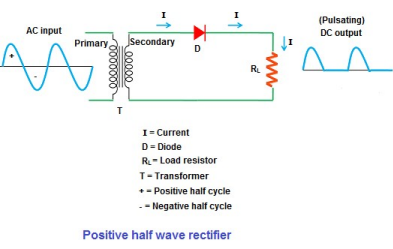 AC input
I
I
(Pulsating)
DC output
Primary
Secondary
D
I
+
-
RL
T
I = Current
D = Diode
RL = Load resistor
T = Transformer
+ = Positive half cycle
- = Negative half cycle
Positive half wave rectifier